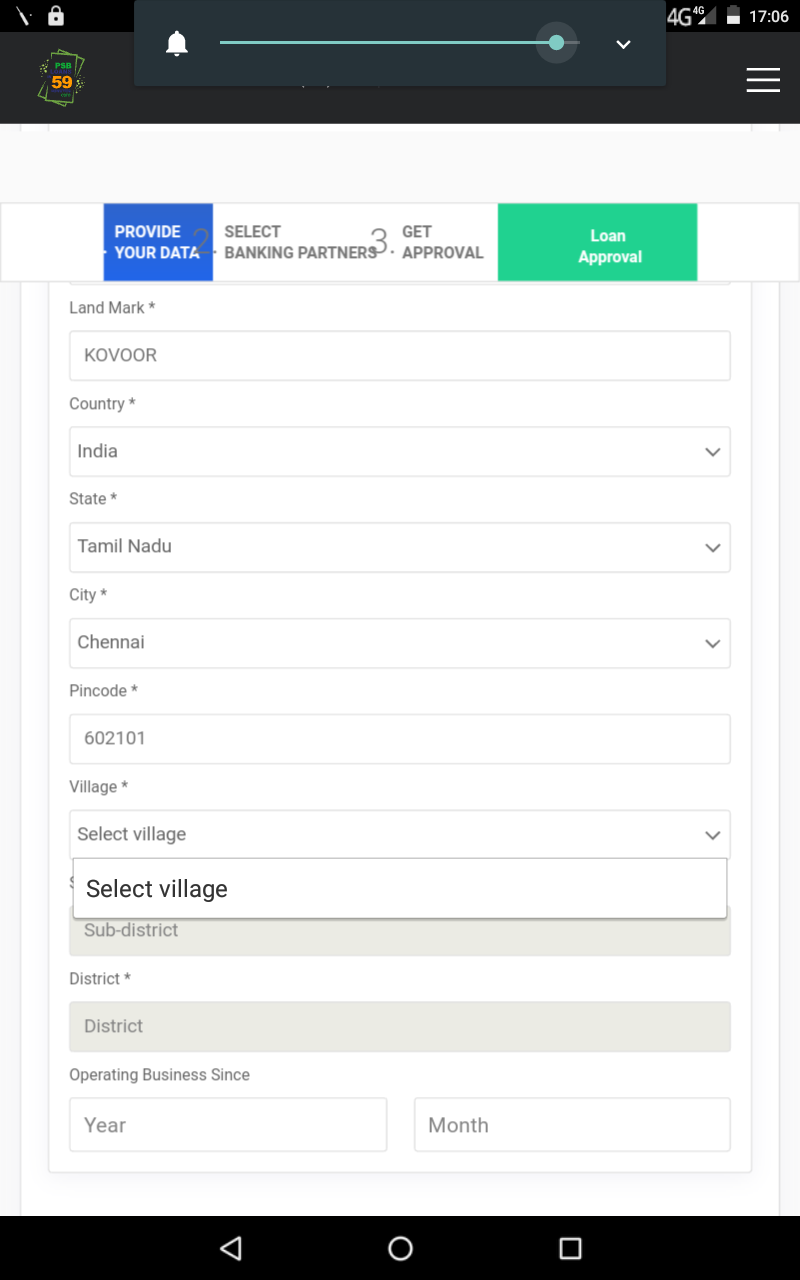 4G 4G 17:06
PSB
59
PROVIDE
YOUR DATA
2.
SELECT
BANKING PARTNERS
3.
GET
APPROVAL
Loan
Approval
Land Mark *
KOVOOR
Country *
India
State *
Tamil Nadu
City *
Chennai
Pincode *
602101
Village *
Select village
Select village
Sub-district
District *
District
Operating Business Since
Year Month